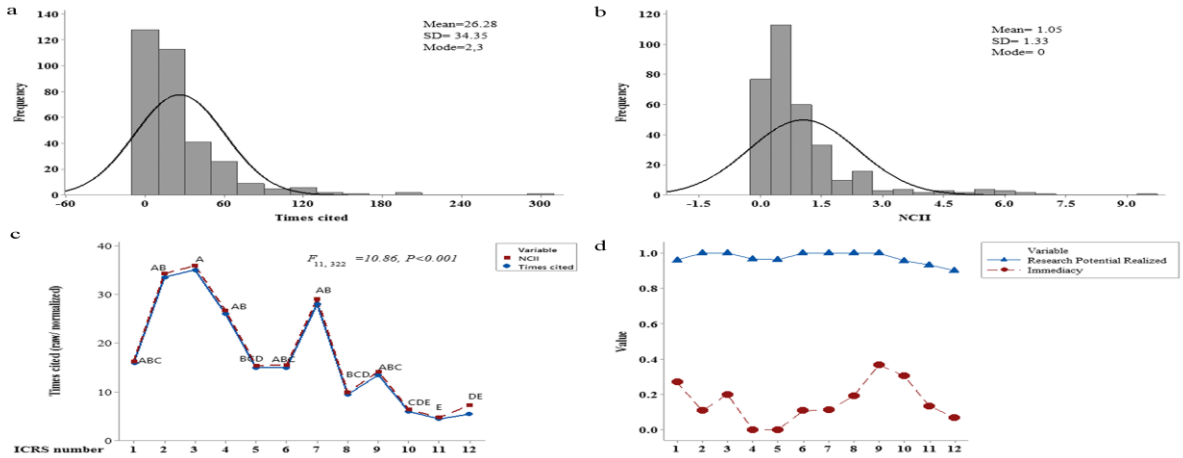 a
140
120
100
80
60
40
20
0
Frequency
Mean=26.28
SD= 34.35
Mode=2,3
-60 0 60 120 180 240 300
Times cited
b
120
100
80
60
40
20
0
Frequency
Mean= 1.05
SD= 1.33
Mode= 0
-1.5 0.0 1.5 3.0 4.5 6.0 7.5 9.0
NCII
c
40
30
20
10
0
Times cited (raw/ normalized)
F11, 322 =10.86, P<0.001
Variable
NCII
Times cited
ABC
AB
A
AB
BCD
ABC
AB
BCD
ABC
CDE
E
DE
ICRS number 1 2 3 4 5 6 7 8 9 10 11 12
d
1.0
0.8
0.6
0.4
0.2
0.0
Value
Variable
Research Potential Realized
Immediacy
1 2 3 4 5 6 7 8 9 10 11 12